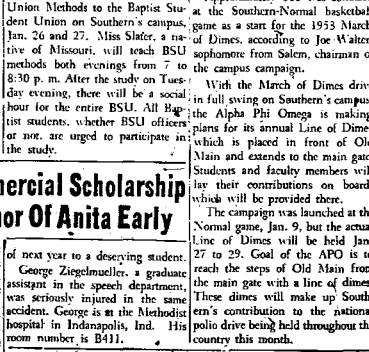 Union Methods to the Baptist Stu-
dent Union on Southern's campus,
Jan. 26 and 27. Miss Slater, a na-
tive of Missouri, will teach BSU
methods both evenings from 7 to
8:30 p. m. After the study on Tues-
day evening, there will be a social
hour for the entire BSU. All Bap-
tist students, whether BSU officers
or not, are urged to participate in
the study.
mercial Scholarship
nor Of Anita Early
of next year to a deserving student.
George Ziegelmueller, a graduate
assistant in the speech department,
was seriously injured in the same
accident. George is at the Methodist
hospital in Indanapolis, Ind. His
room number is B411.
at the Southern-Normal basketbal
game as a start for the 1953 March
of Dimes, according to Joe Walter
sophomore from Salem, chairman o
the campus campaign.
With the March of Dimes driv
in full swing on Southern's campus
the Alpha Phi Omega is making
plans for its annual Line of Dime
which is placed in front of Old
Main and extends to the main gate
Students and faculty members wil
lay their contributions on board
which will be provided there.
The campaign was launched at th
Normal game, Jan. 9, but the actua
Line of Dimes will be held Jan
27 to 29. Goal of the APO is to
reach the steps of Old Main from
the main gate with a line of dimes
These dimes will make up South
ern's contribution to the nationa
polio drive being held throughout th
country this month.